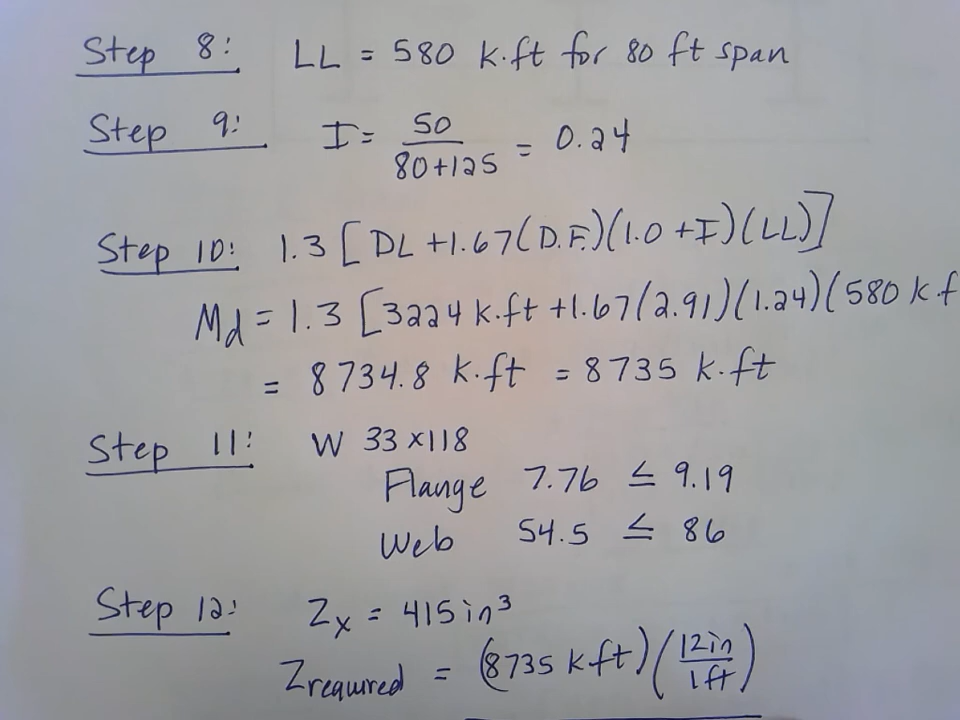 Step 8: LL = 580 k·ft for 80 ft span
Step 9: I = 50/(80+125) = 0.24
Step 10: 1.3 [DL +1.67(D.F.)(1.0 +I)(LL)]
Md = 1.3 [3224 k·ft +1.67(2.91)(1.24)(580 k·f
= 8734.8 k·ft = 8735 k·ft
Step 11: W 33 x118
Flange 7.76 ≤ 9.19
Web 54.5 ≤ 86
Step 12: Zx = 415 in³
Zrequired = (8735 k·ft)(12in/1ft)